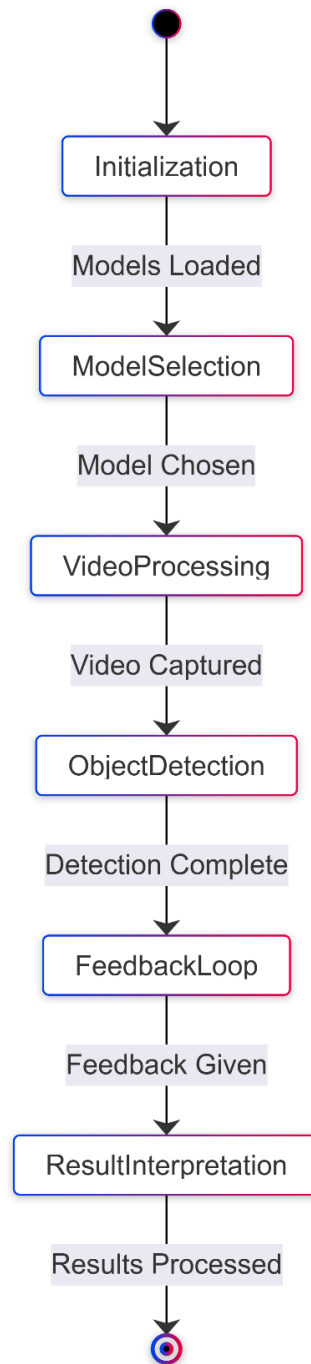 Initialization
Models Loaded
ModelSelection
Model Chosen
VideoProcessing
Video Captured
ObjectDetection
Detection Complete
FeedbackLoop
Feedback Given
ResultInterpretation
Results Processed